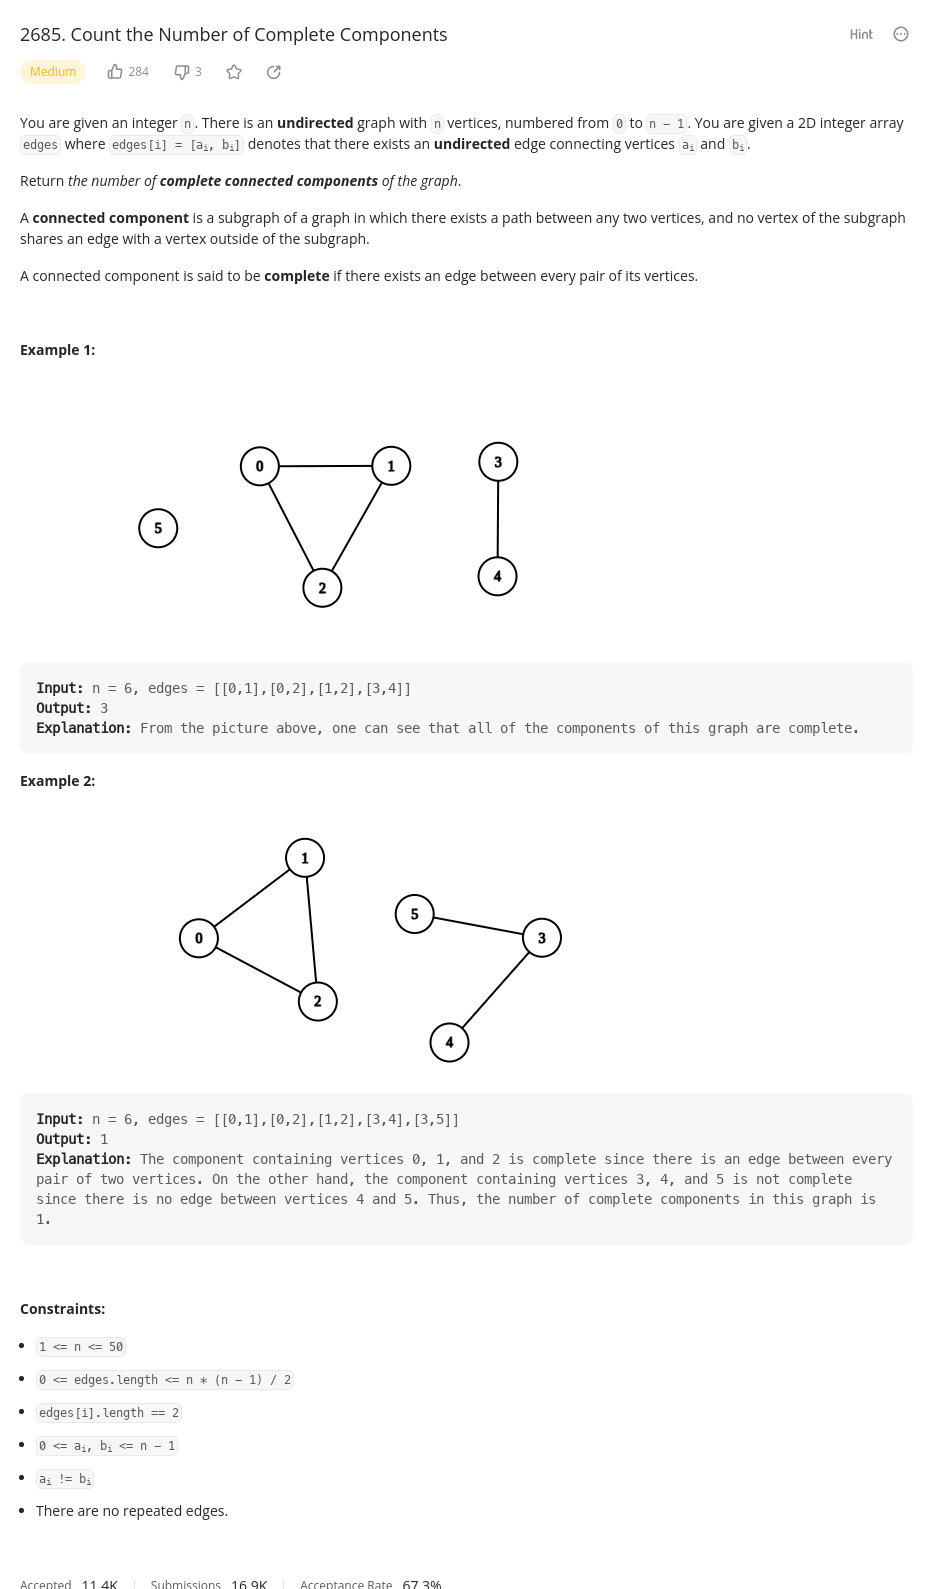 2685. Count the Number of Complete Components
Hint
Medium 284 3
You are given an integer n. There is an undirected graph with n vertices, numbered from 0 to n - 1. You are given a 2D integer array
edges where edges[i] = [ai, bi] denotes that there exists an undirected edge connecting vertices ai and bi.
Return the number of complete connected components of the graph.
A connected component is a subgraph of a graph in which there exists a path between any two vertices, and no vertex of the subgraph
shares an edge with a vertex outside of the subgraph.
A connected component is said to be complete if there exists an edge between every pair of its vertices.
Example 1:
0 1 3
5
4
2
Input: n = 6, edges = [[0,1],[0,2],[1,2],[3,4]]
Output: 3
Explanation: From the picture above, one can see that all of the components of this graph are complete.
Example 2:
1
5
0 3
2
4
Input: n = 6, edges = [[0,1],[0,2],[1,2],[3,4],[3,5]]
Output: 1
Explanation: The component containing vertices 0, 1, and 2 is complete since there is an edge between every
pair of two vertices. On the other hand, the component containing vertices 3, 4, and 5 is not complete
since there is no edge between vertices 4 and 5. Thus, the number of complete components in this graph is
1.
Constraints:
1 <= n <= 50
0 <= edges.length <= n * (n - 1) / 2
edges[i].length == 2
0 <= ai, bi <= n - 1
ai != bi
There are no repeated edges.
Accepted 11.4K Submissions 16.9K Acceptance Rate 67.3%